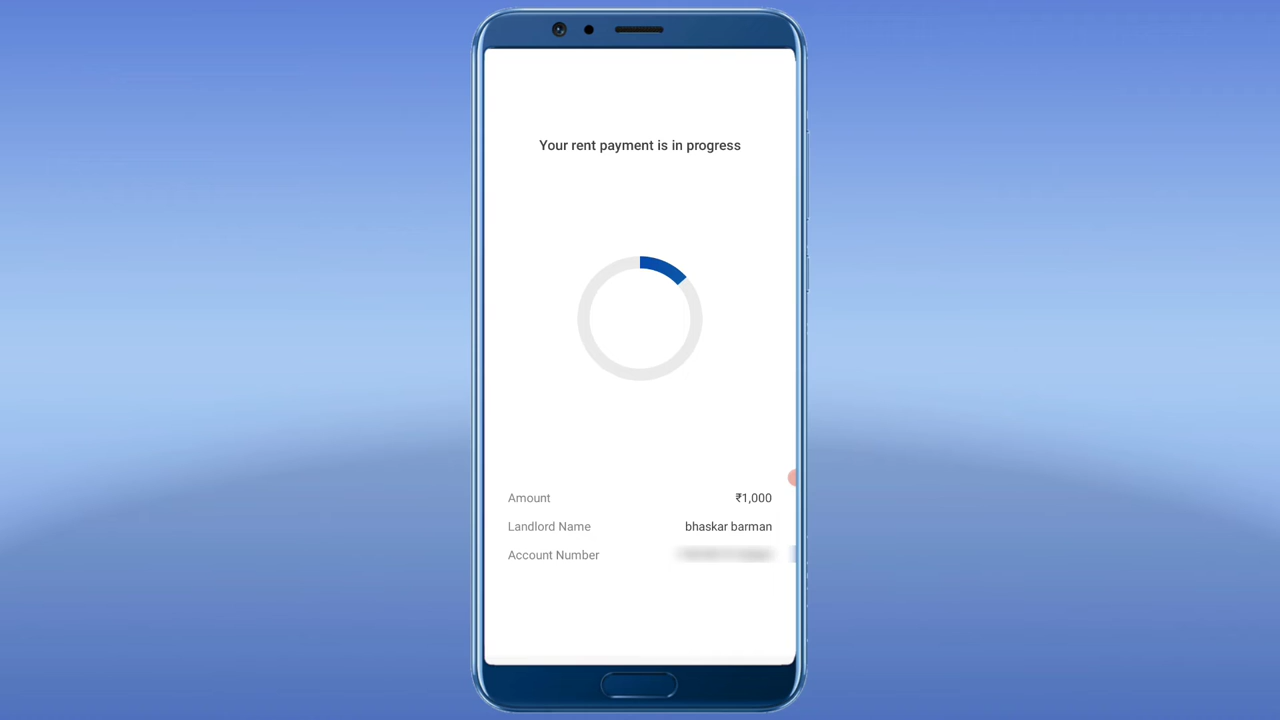 Your rent payment is in progress
Amount ₹1,000
Landlord Name bhaskar barman
Account Number